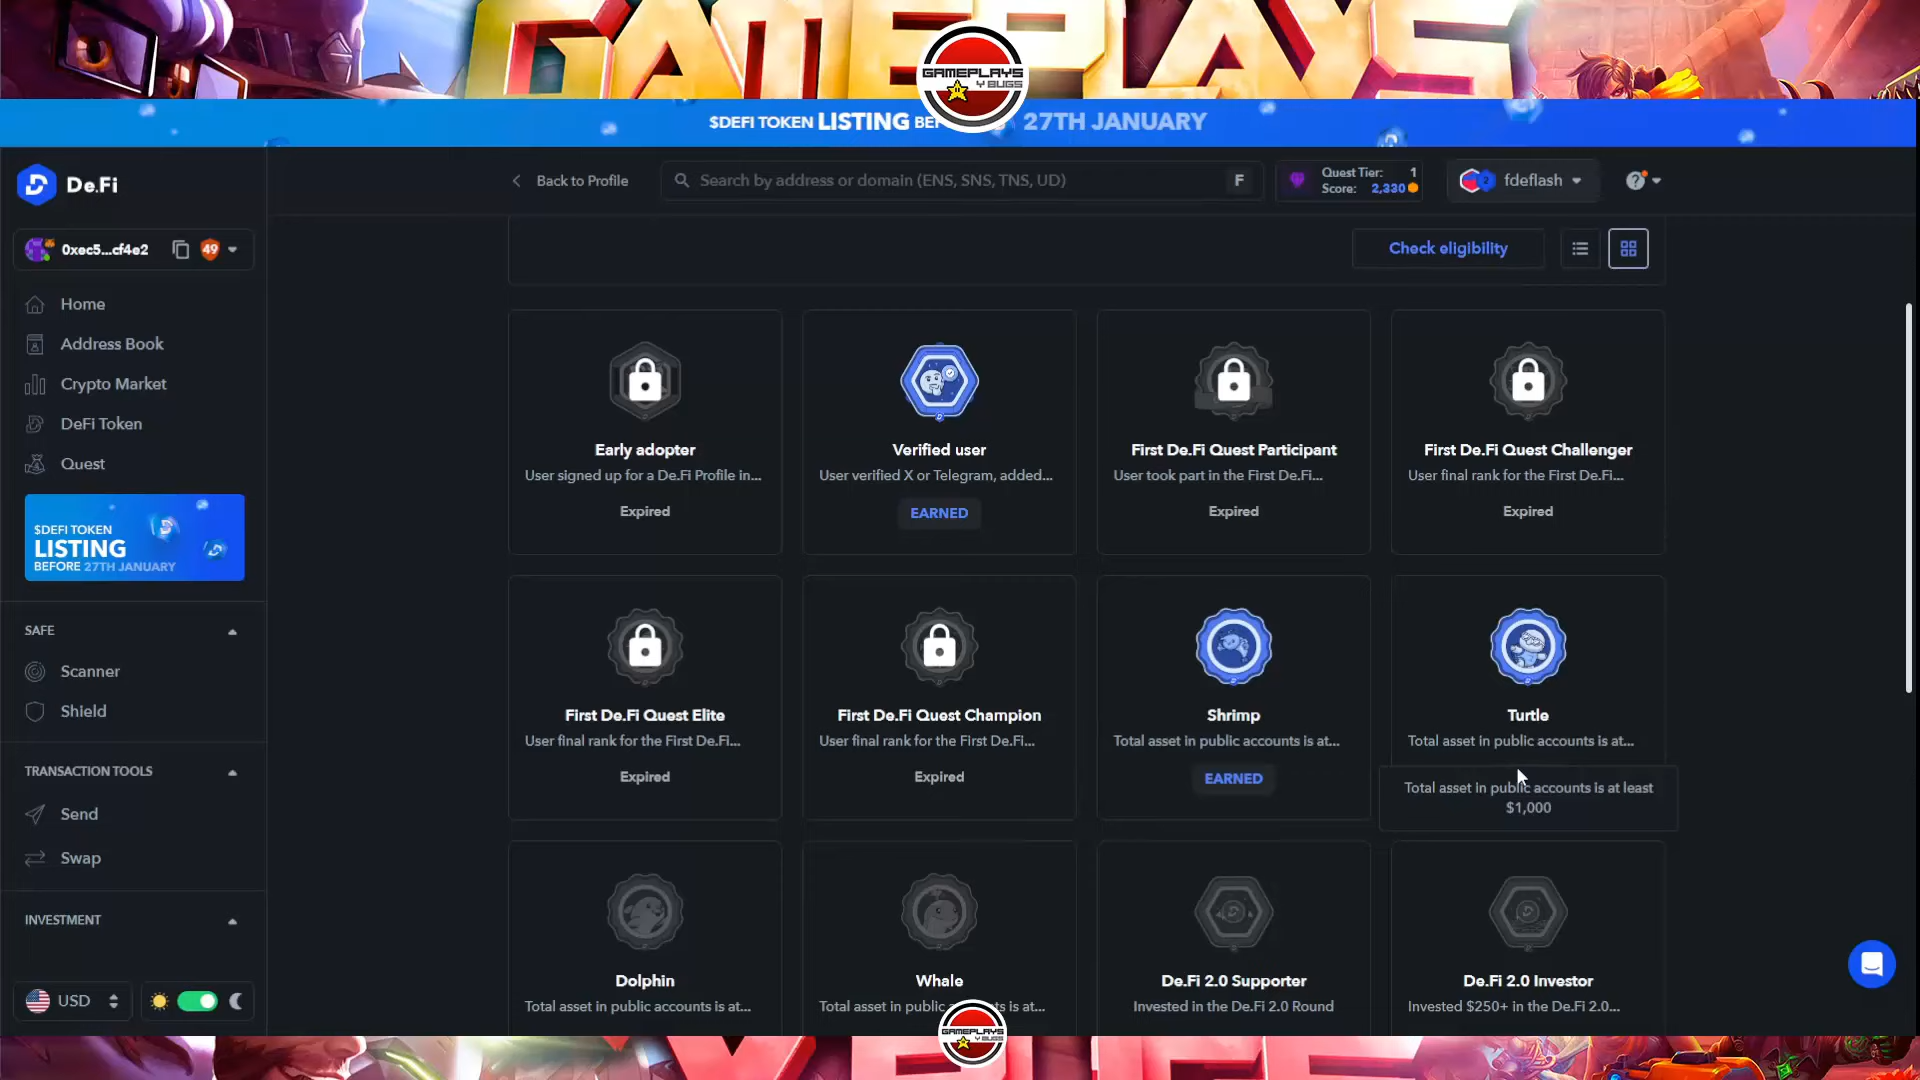 GAMEPLAYS
GAMEPLAYS
Y BUGS
$DEFI TOKEN LISTING 27TH JANUARY
De.Fi
Back to Profile
Search by address or domain (ENS, SNS, TNS, UD)
F
Quest Tier: 1
Score: 2,330
fdeflash
?
0xec5...cf4e2
49
Check eligibility
Home
Address Book
Crypto Market
DeFi Token
Quest
$DEFI TOKEN
LISTING
BEFORE 27TH JANUARY
SAFE
Scanner
Shield
TRANSACTION TOOLS
Send
Swap
INVESTMENT
USD
Early adopter
User signed up for a De.Fi Profile in...
Expired
Verified user
User verified X or Telegram, added...
EARNED
First De.Fi Quest Participant
User took part in the First De.Fi...
Expired
First De.Fi Quest Challenger
User final rank for the First De.Fi...
Expired
First De.Fi Quest Elite
User final rank for the First De.Fi...
Expired
First De.Fi Quest Champion
User final rank for the First De.Fi...
Expired
Shrimp
Total asset in public accounts is at...
EARNED
Turtle
Total asset in public accounts is at...
Total asset in public accounts is at least
$1,000
Dolphin
Total asset in public accounts is at...
Whale
Total asset in public is at...
De.Fi 2.0 Supporter
Invested in the De.Fi 2.0 Round
De.Fi 2.0 Investor
Invested $250+ in the De.Fi 2.0...
GAMEPLAYS
Y BUGS